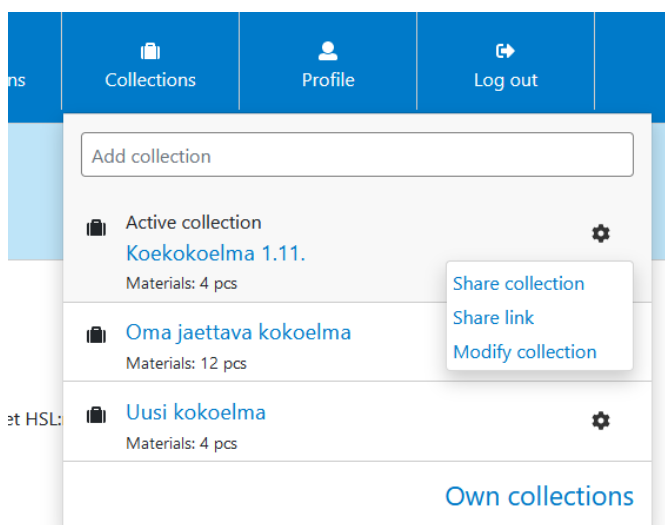 ns
Collections
Profile
Log out
Add collection
Active collection
Koekokoelma 1.11.
Materials: 4 pcs
Share collection
Share link
Modify collection
Oma jaettava kokoelma
Materials: 12 pcs
et HSL:
Uusi kokoelma
Materials: 4 pcs
Own collections